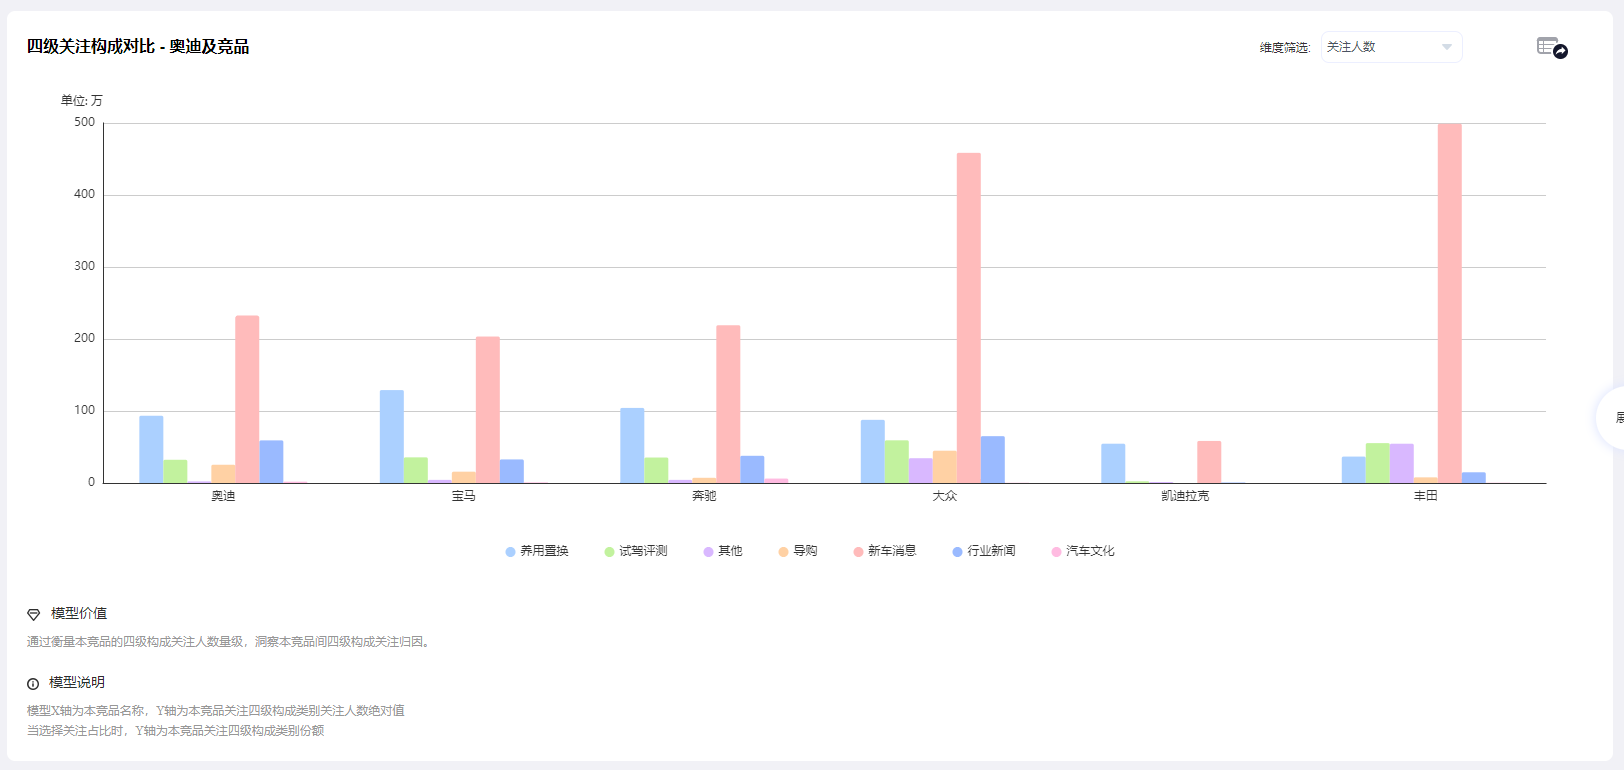 四级关注构成对比 - 奥迪及竞品
维度筛选: 关注人数
单位: 万
500
400
300
200
100
0
奥迪 宝马 奔驰 大众 凯迪拉克 丰田
养用置换 试驾评测 其他 导购 新车消息 行业新闻 汽车文化
模型价值
通过衡量本竞品的四级构成关注人数量级，洞察本竞品间四级构成关注归因。
模型说明
模型X轴为本竞品名称，Y轴为本竞品关注四级构成类别关注人数绝对值
当选择关注占比时，Y轴为本竞品关注四级构成类别份额